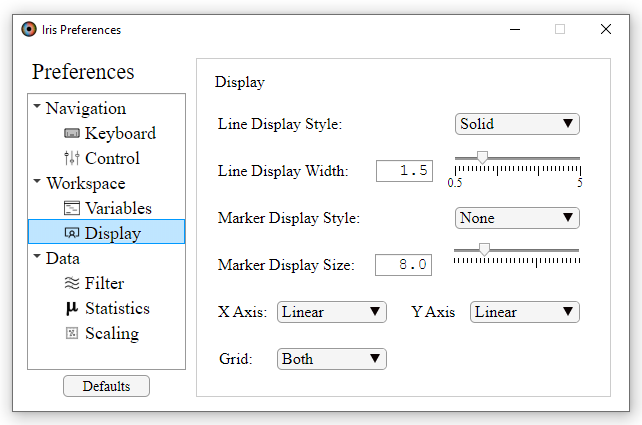 Iris Preferences
Preferences
Navigation
Keyboard
Control
Workspace
Variables
Display
Data
Filter
Statistics
Scaling
Defaults
Display
Line Display Style: Solid
Line Display Width: 1.5
0.5 5
Marker Display Style: None
Marker Display Size: 8.0
X Axis: Linear Y Axis Linear
Grid: Both